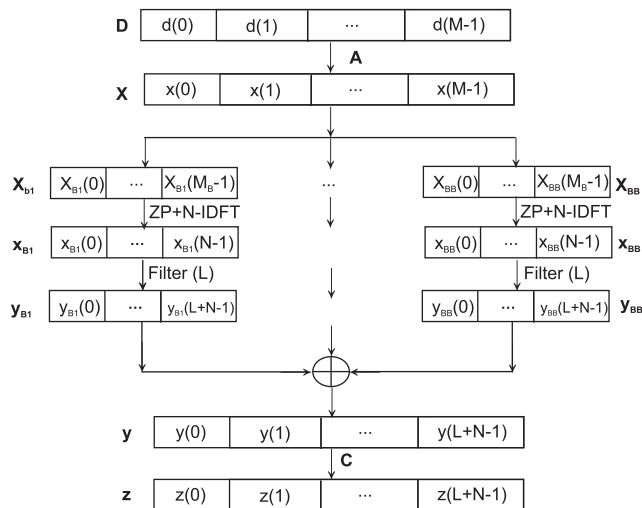 D d(0) d(1) ... d(M-1)
A
X x(0) x(1) ... x(M-1)
X_b1 X_B1(0) ... X_B1(M_B-1) ... X_BB(0) ... X_BB(M_B-1) X_BB
ZP+N-IDFT ZP+N-IDFT
x_B1 x_B1(0) ... x_B1(N-1) x_BB(0) ... x_BB(N-1) x_BB
Filter (L) Filter (L)
y_B1 y_B1(0) ... y_B1(L+N-1) y_BB(0) ... y_BB(L+N-1) y_BB
y y(0) y(1) ... y(L+N-1)
C
z z(0) z(1) ... z(L+N-1)